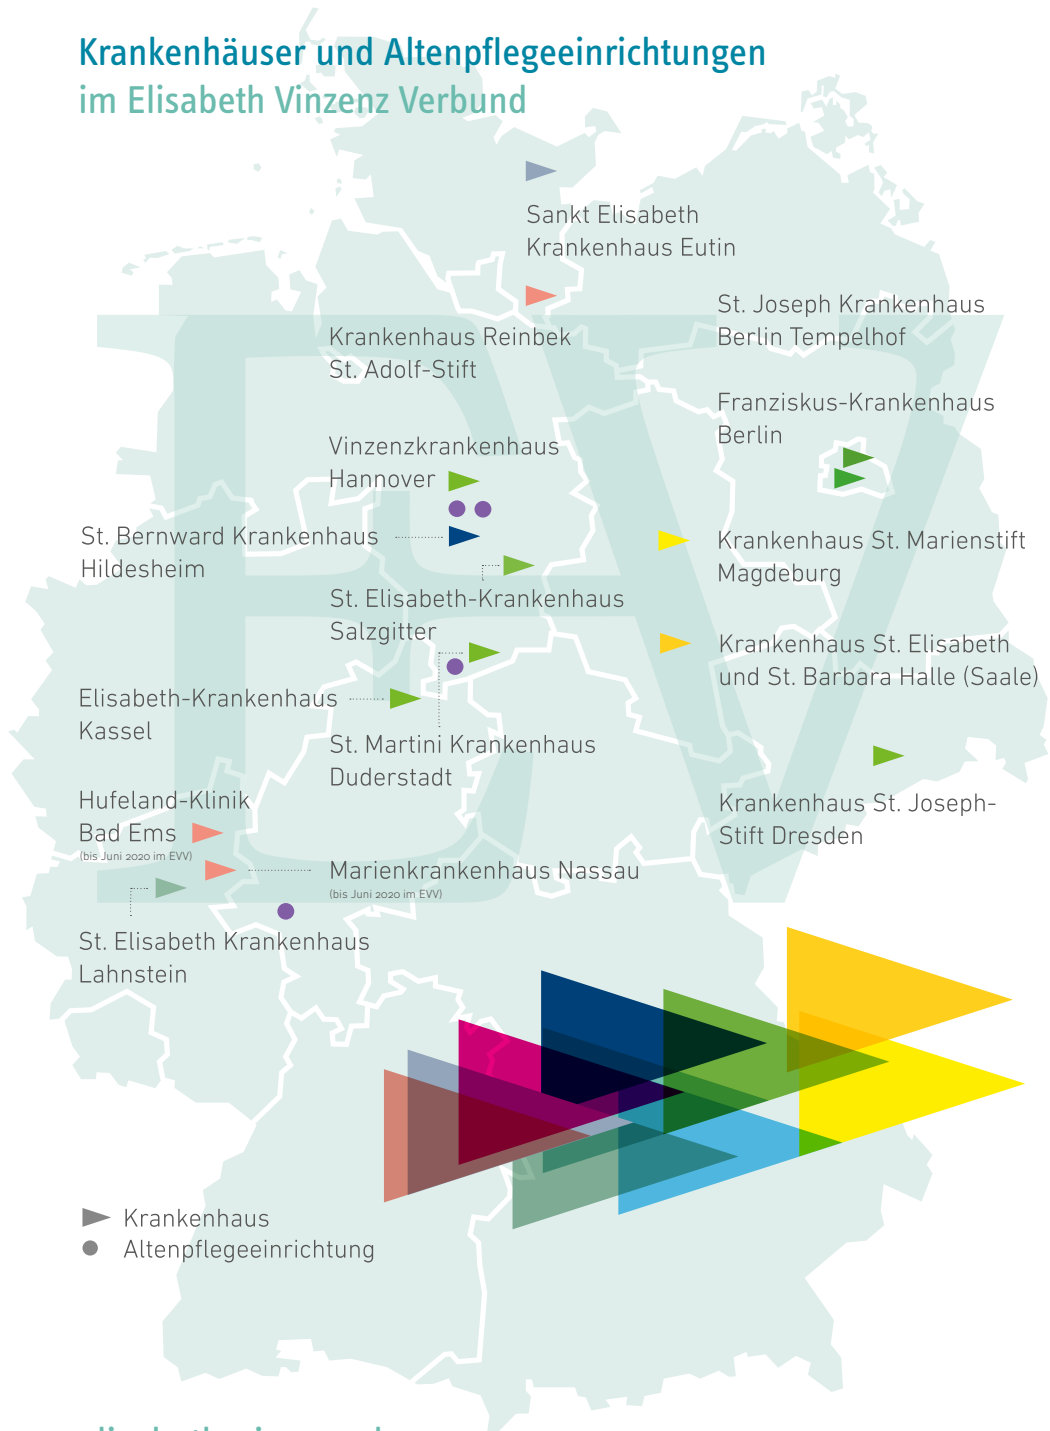 Krankenhäuser und Altenpflegeeinrichtungen
im Elisabeth Vinzenz Verbund
Sankt Elisabeth
Krankenhaus Eutin
St. Joseph Krankenhaus
Berlin Tempelhof
Krankenhaus Reinbek
St. Adolf-Stift
Franziskus-Krankenhaus
Berlin
Vinzenzkrankenhaus
Hannover
St. Bernward Krankenhaus
Hildesheim
Krankenhaus St. Marienstift
Magdeburg
St. Elisabeth-Krankenhaus
Salzgitter
Krankenhaus St. Elisabeth
und St. Barbara Halle (Saale)
Elisabeth-Krankenhaus
Kassel
St. Martini Krankenhaus
Duderstadt
Hufeland-Klinik
Bad Ems
(bis Juni 2020 im EVV)
Krankenhaus St. Joseph-
Stift Dresden
Marienkrankenhaus Nassau
(bis Juni 2020 im EVV)
St. Elisabeth Krankenhaus
Lahnstein
Krankenhaus
Altenpflegeeinrichtung
EV